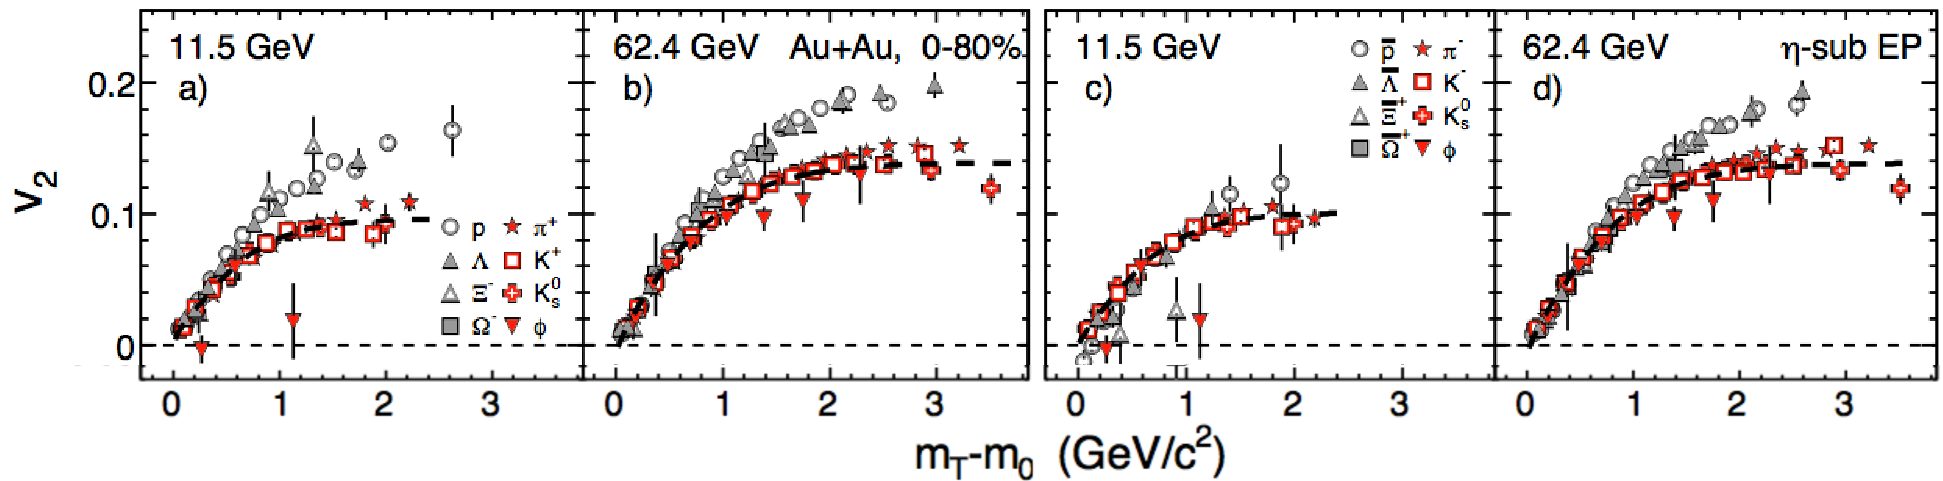 11.5 GeV
a)
62.4 GeV Au+Au, 0-80%
b)
11.5 GeV
c)
62.4 GeV η-sub EP
d)
p π⁺
Λ K⁺
Ξ⁻ K⁰ₛ
Ω⁻ φ
p̅ π⁻
Λ̅ K⁻
Ξ̅⁺ K⁰ₛ
Ω̅⁺ φ
v₂
0.2
0.1
0
0 1 2 3 0 1 2 3 0 1 2 3 0 1 2 3
m_T-m₀ (GeV/c²)